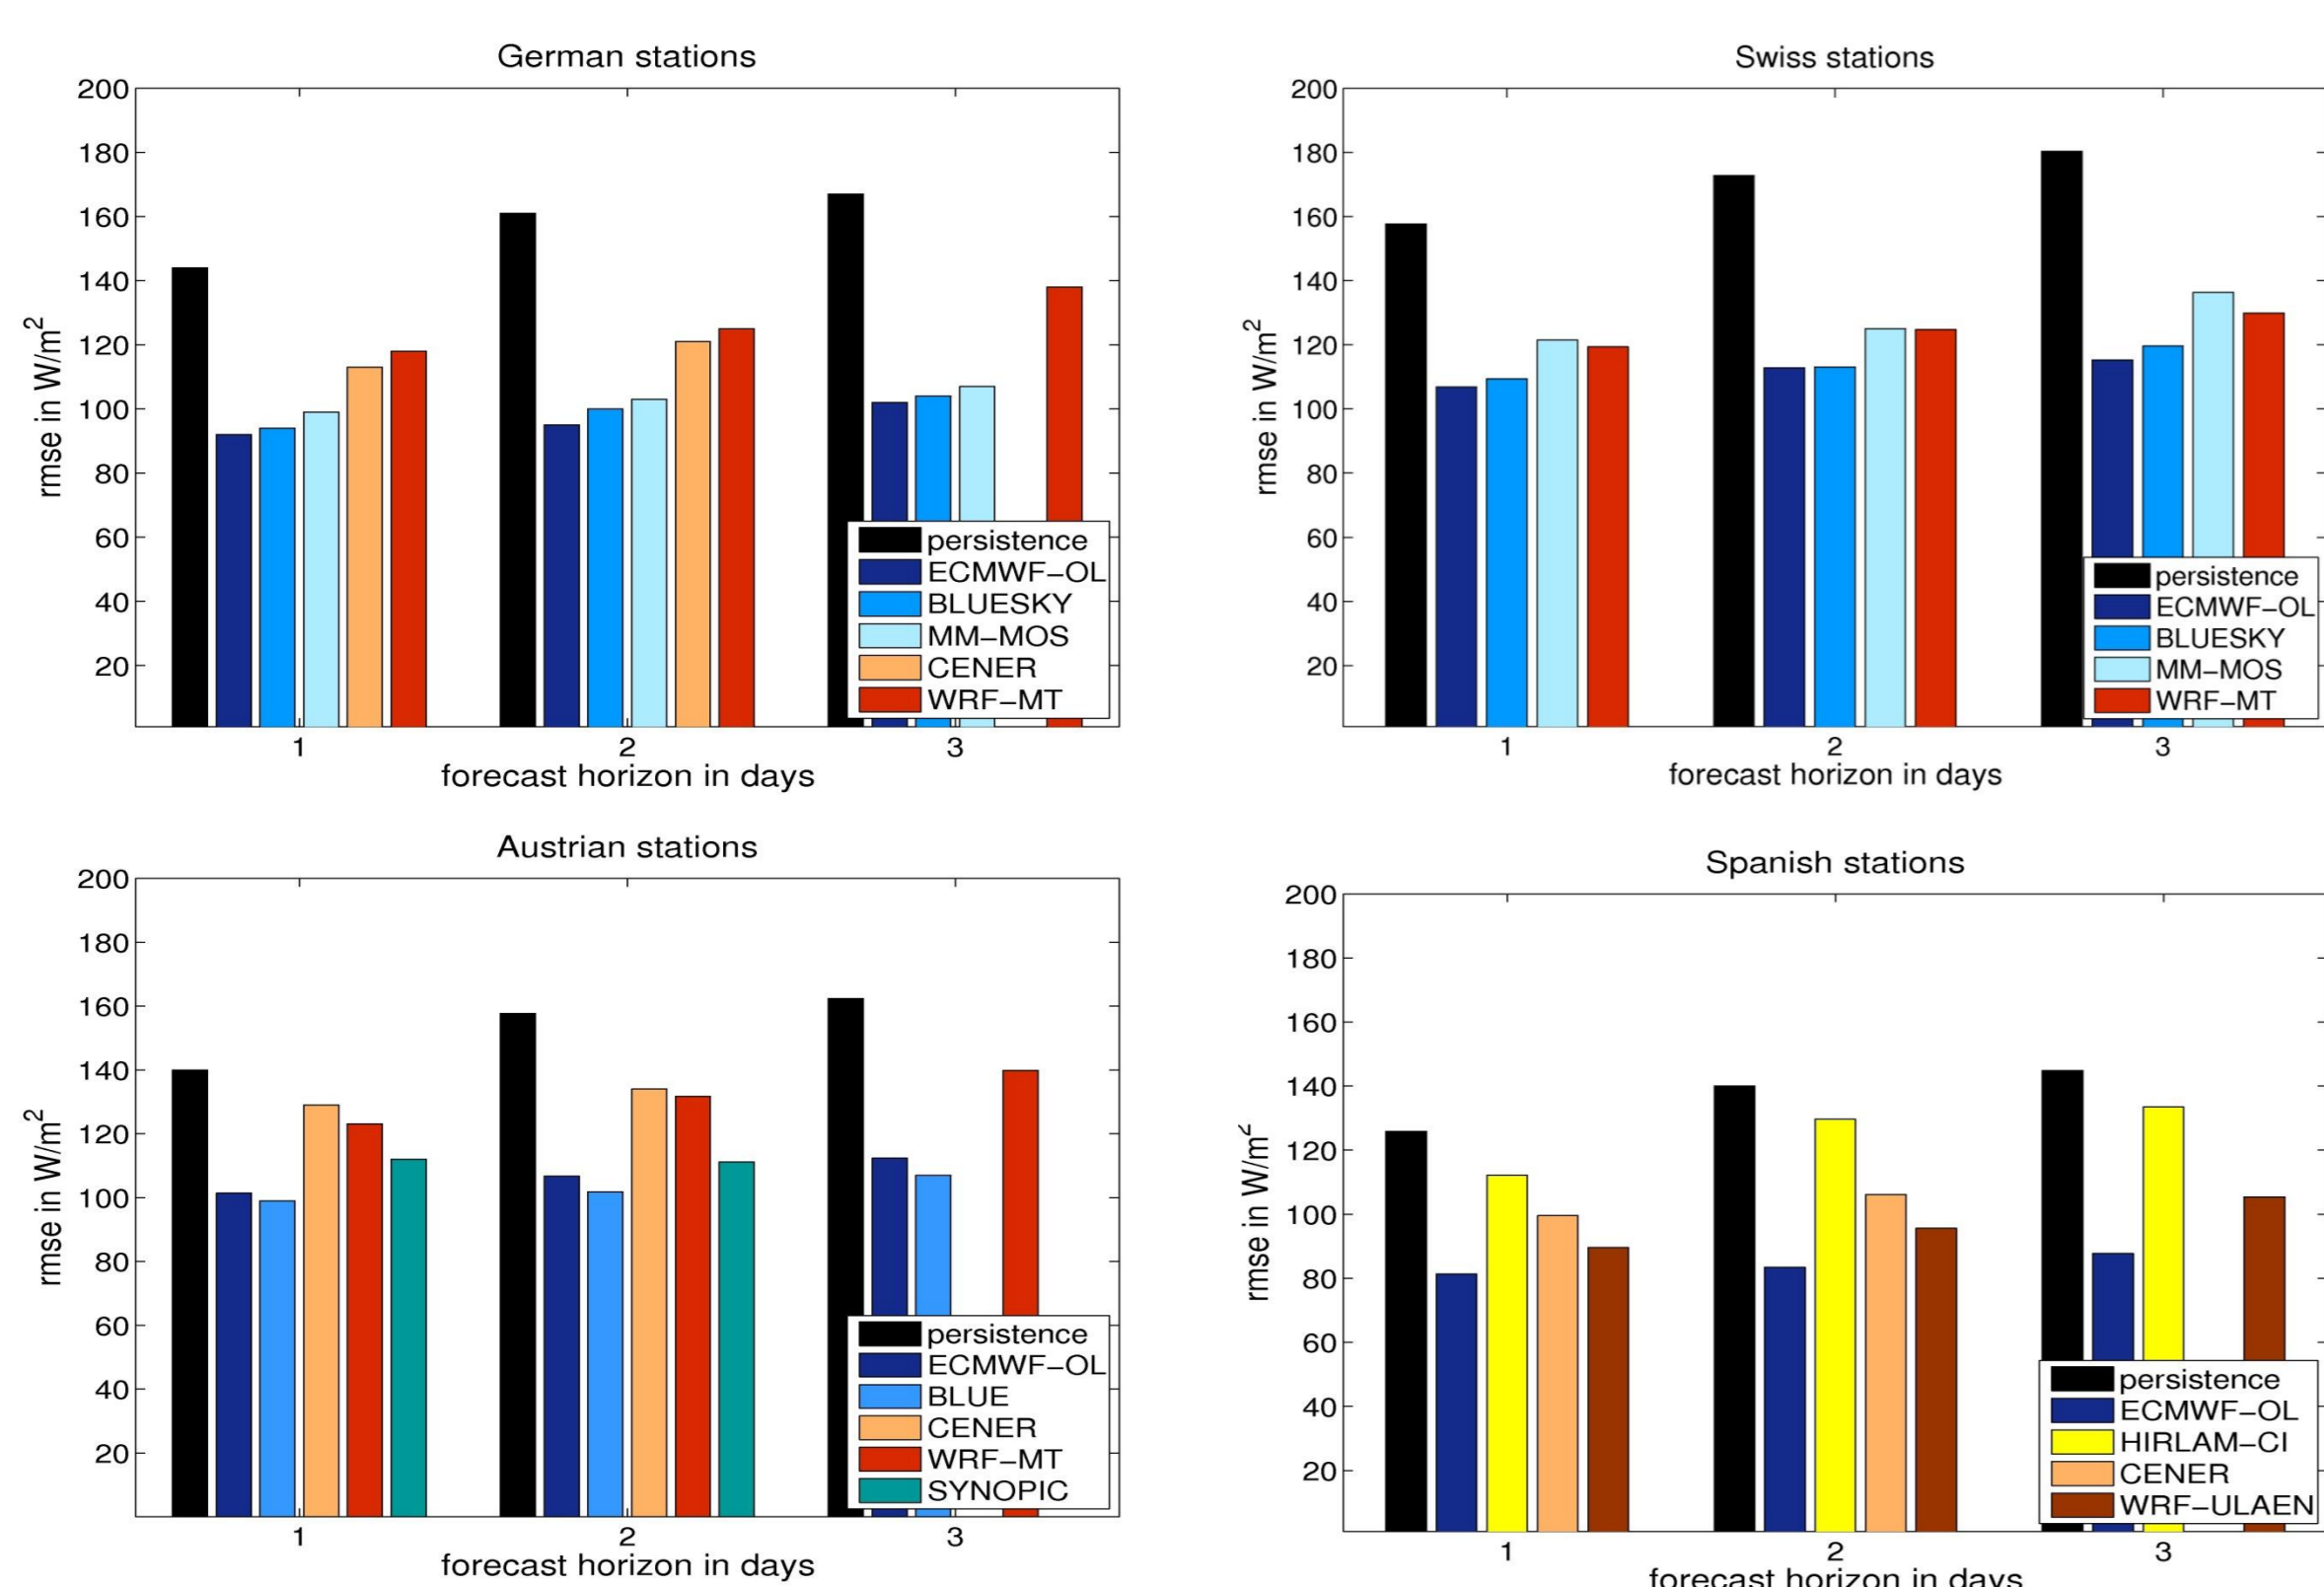 German stations
200
180
160
140
120
100
80
60
40
20
rmse in W/m2
persistence
ECMWF−OL
BLUESKY
MM−MOS
CENER
WRF−MT
1 2 3
forecast horizon in days
Swiss stations
200
180
160
140
120
100
80
60
40
20
rmse in W/m2
persistence
ECMWF−OL
BLUESKY
MM−MOS
WRF−MT
1 2 3
forecast horizon in days
Austrian stations
200
180
160
140
120
100
80
60
40
20
rmse in W/m2
persistence
ECMWF−OL
BLUE
CENER
WRF−MT
SYNOPIC
1 2 3
forecast horizon in days
Spanish stations
200
180
160
140
120
100
80
60
40
20
rmse in W/m2
persistence
ECMWF−OL
HIRLAM−CI
CENER
WRF−ULAEN
1 2 3
forecast horizon in days